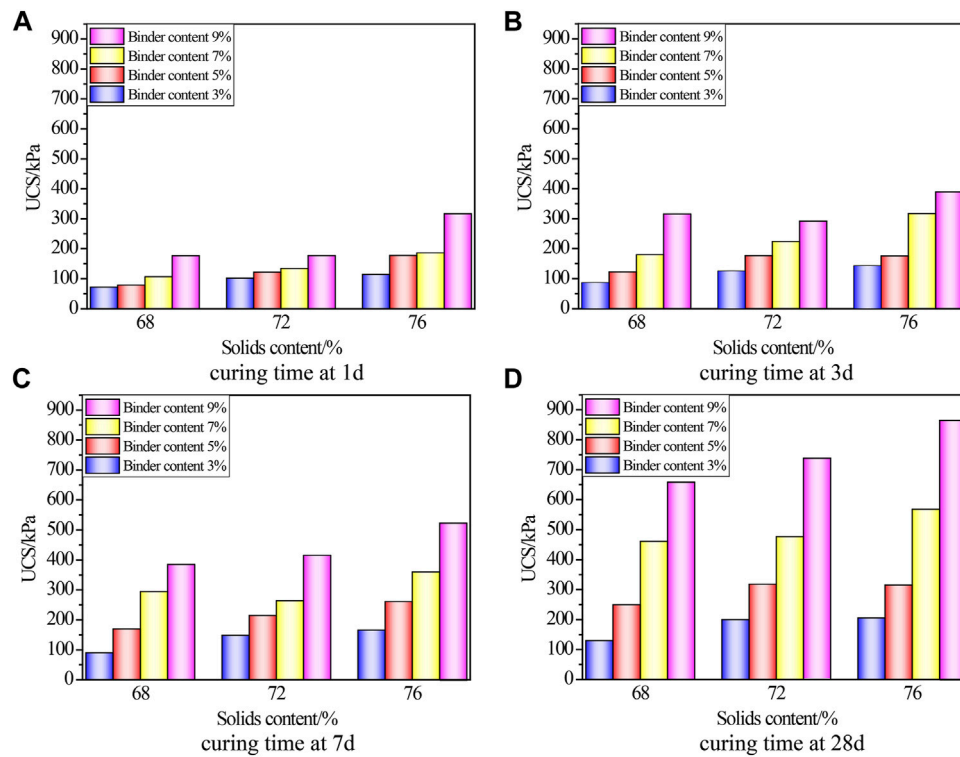 A
900
800
700
600
500
400
300
200
100
0
UCS/kPa
Binder content 9%
Binder content 7%
Binder content 5%
Binder content 3%
68 72 76
Solids content/%
curing time at 1d
B
900
800
700
600
500
400
300
200
100
0
UCS/kPa
Binder content 9%
Binder content 7%
Binder content 5%
Binder content 3%
68 72 76
Solids content/%
curing time at 3d
C
900
800
700
600
500
400
300
200
100
0
UCS/kPa
Binder content 9%
Binder content 7%
Binder content 5%
Binder content 3%
68 72 76
Solids content/%
curing time at 7d
D
900
800
700
600
500
400
300
200
100
0
UCS/kPa
Binder content 9%
Binder content 7%
Binder content 5%
Binder content 3%
68 72 76
Solids content/%
curing time at 28d